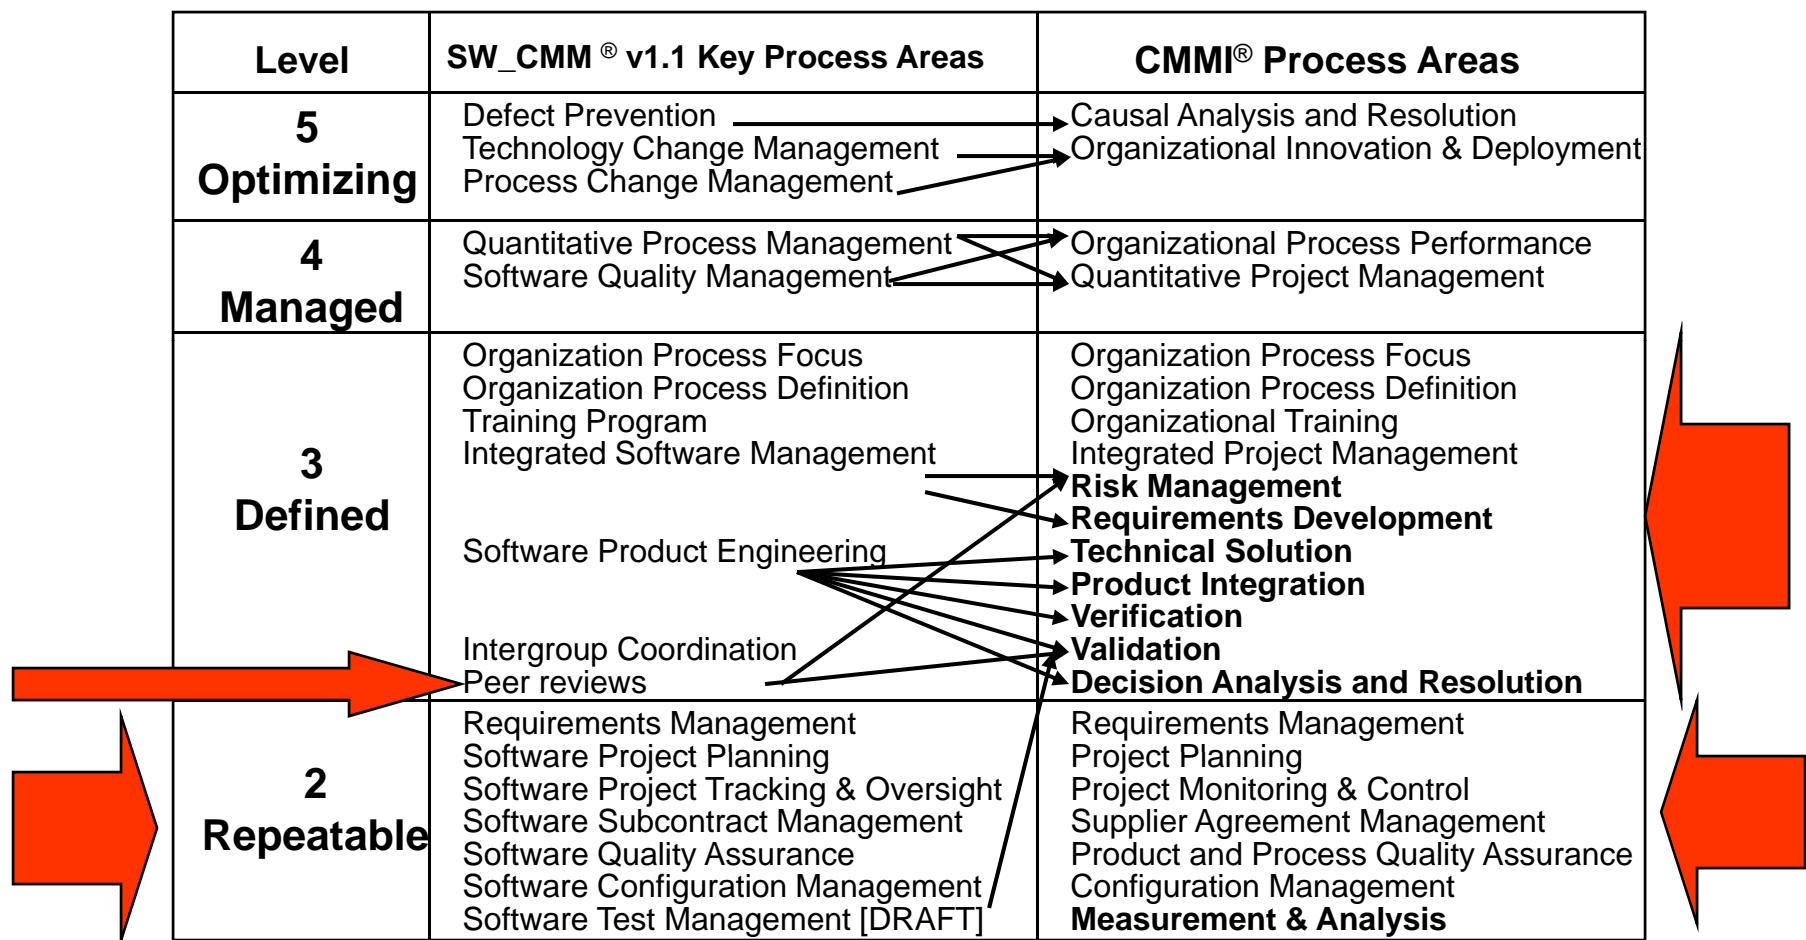 Level
SW_CMM ® v1.1 Key Process Areas
CMMI® Process Areas
5
Optimizing
Defect Prevention
Technology Change Management
Process Change Management
Causal Analysis and Resolution
Organizational Innovation & Deployment
4
Managed
Quantitative Process Management
Software Quality Management
Organizational Process Performance
Quantitative Project Management
3
Defined
Organization Process Focus
Organization Process Definition
Training Program
Integrated Software Management
Software Product Engineering
Intergroup Coordination
Peer reviews
Organization Process Focus
Organization Process Definition
Organizational Training
Integrated Project Management
Risk Management
Requirements Development
Technical Solution
Product Integration
Verification
Validation
Decision Analysis and Resolution
2
Repeatable
Requirements Management
Software Project Planning
Software Project Tracking & Oversight
Software Subcontract Management
Software Quality Assurance
Software Configuration Management
Software Test Management [DRAFT]
Requirements Management
Project Planning
Project Monitoring & Control
Supplier Agreement Management
Product and Process Quality Assurance
Configuration Management
Measurement & Analysis